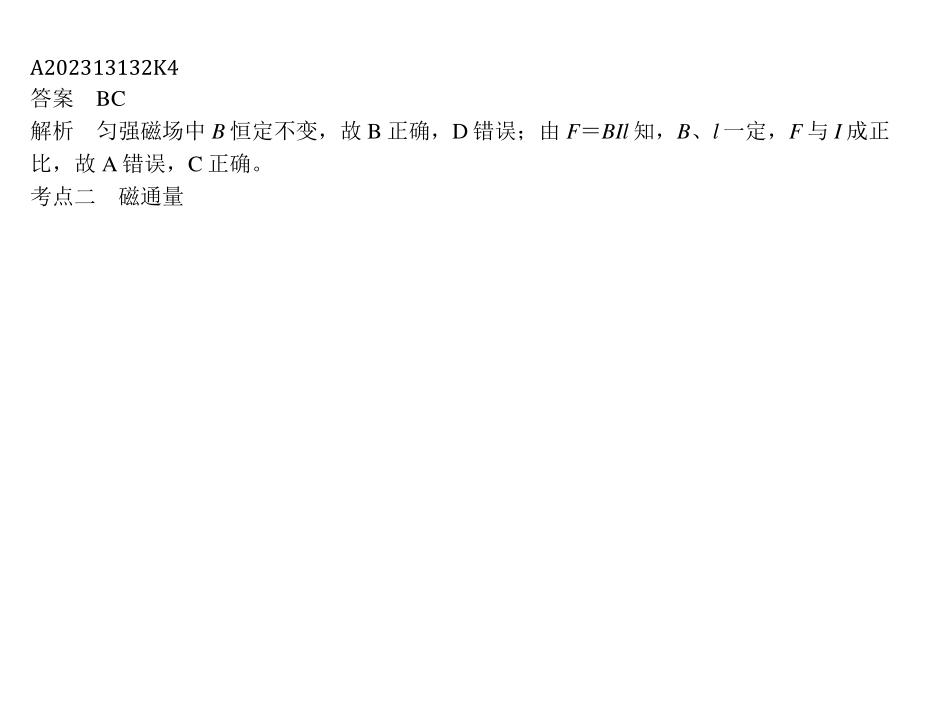 A202313132K4
答案　BC
解析　匀强磁场中 B 恒定不变，故 B 正确，D 错误；由 F＝BIl 知，B、l 一定，F 与 I 成正
比，故 A 错误，C 正确。
考点二　磁通量